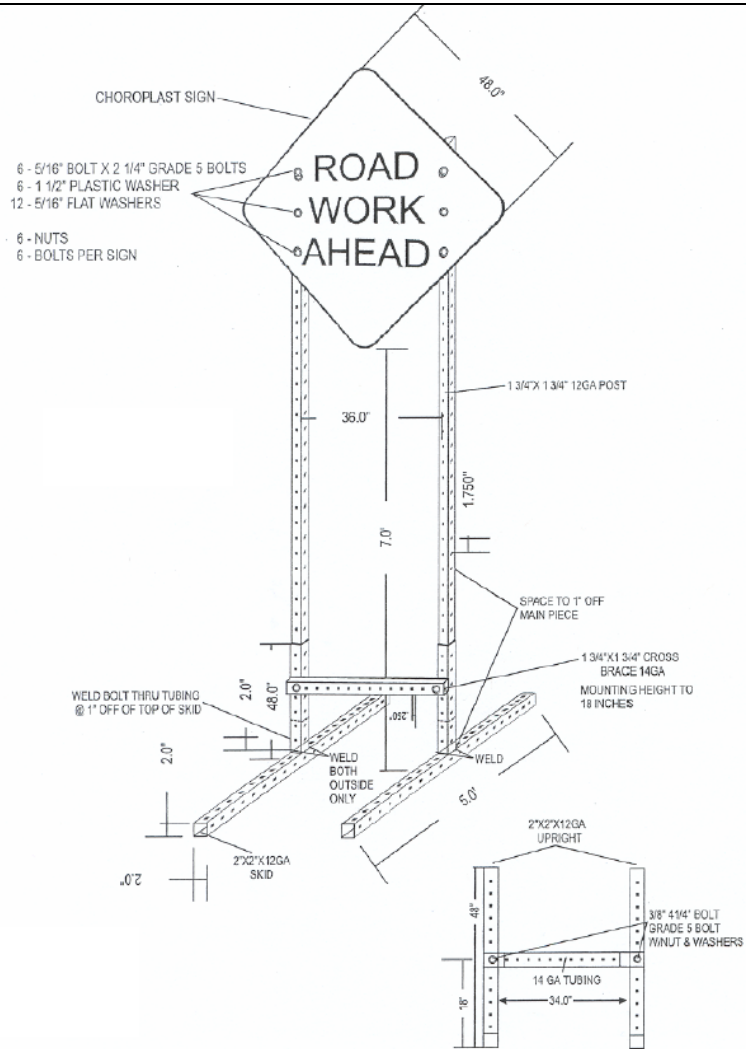 48.0"
CHOROPLAST SIGN
6 - 5/16" BOLT X 2 1/4" GRADE 5 BOLTS
6 - 1 1/2" PLASTIC WASHER
12 - 5/16" FLAT WASHERS
6 - NUTS
6 - BOLTS PER SIGN
ROAD
WORK
AHEAD
1 3/4"X 1 3/4" 12GA POST
36.0"
1.750"
7.0'
SPACE TO 1" OFF
MAIN PIECE
1 3/4"X1 3/4" CROSS
BRACE 14GA
MOUNTING HEIGHT TO
18 INCHES
WELD BOLT THRU TUBING
@ 1" OFF OF TOP OF SKID
2.0"
48.0"
.250"
2.0"
WELD
BOTH
OUTSIDE
ONLY
WELD
5.0'
2"X2"X12GA
SKID
2.0"
2"X2"X12GA
UPRIGHT
48"
3/8" 41/4" BOLT
GRADE 5 BOLT
W/NUT & WASHERS
14 GA TUBING
34.0"
18"